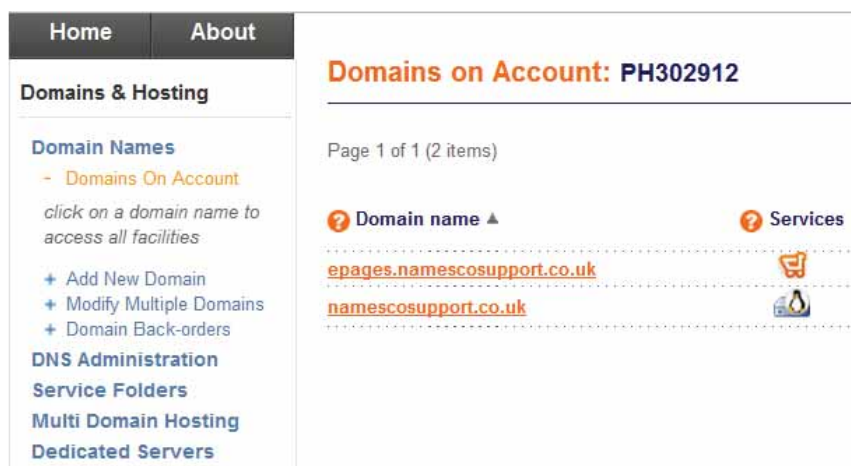 Home About
Domains & Hosting
Domain Names
- Domains On Account
click on a domain name to
access all facilities
+ Add New Domain
+ Modify Multiple Domains
+ Domain Back-orders
DNS Administration
Service Folders
Multi Domain Hosting
Dedicated Servers
Domains on Account: PH302912
Page 1 of 1 (2 items)
? Domain name ▲ ? Services
epages.namescosupport.co.uk
namescosupport.co.uk